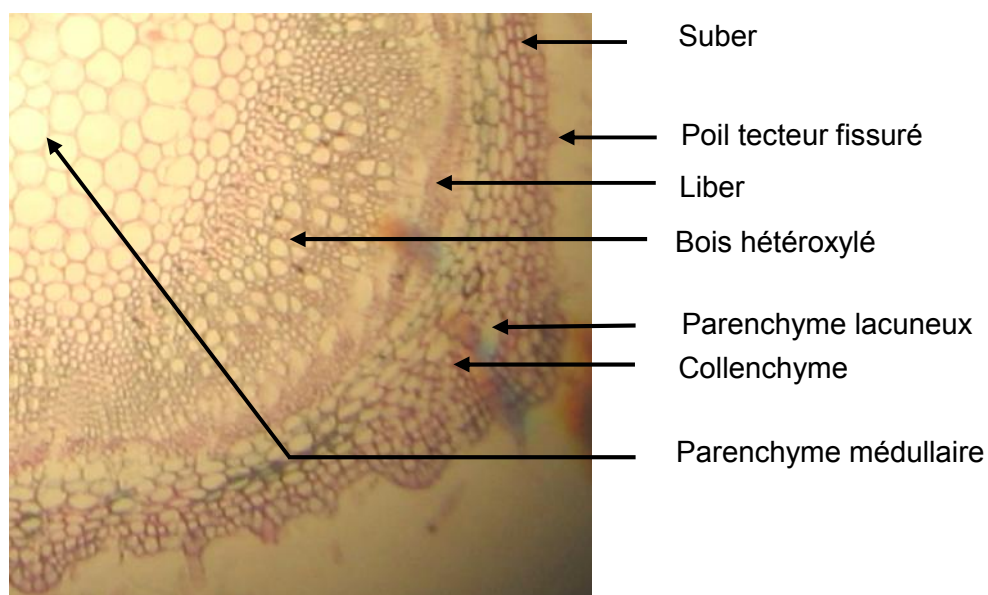 Suber
Poil tecteur fissuré
Liber
Bois hétéroxylé
Parenchyme lacuneux
Collenchyme
Parenchyme médullaire